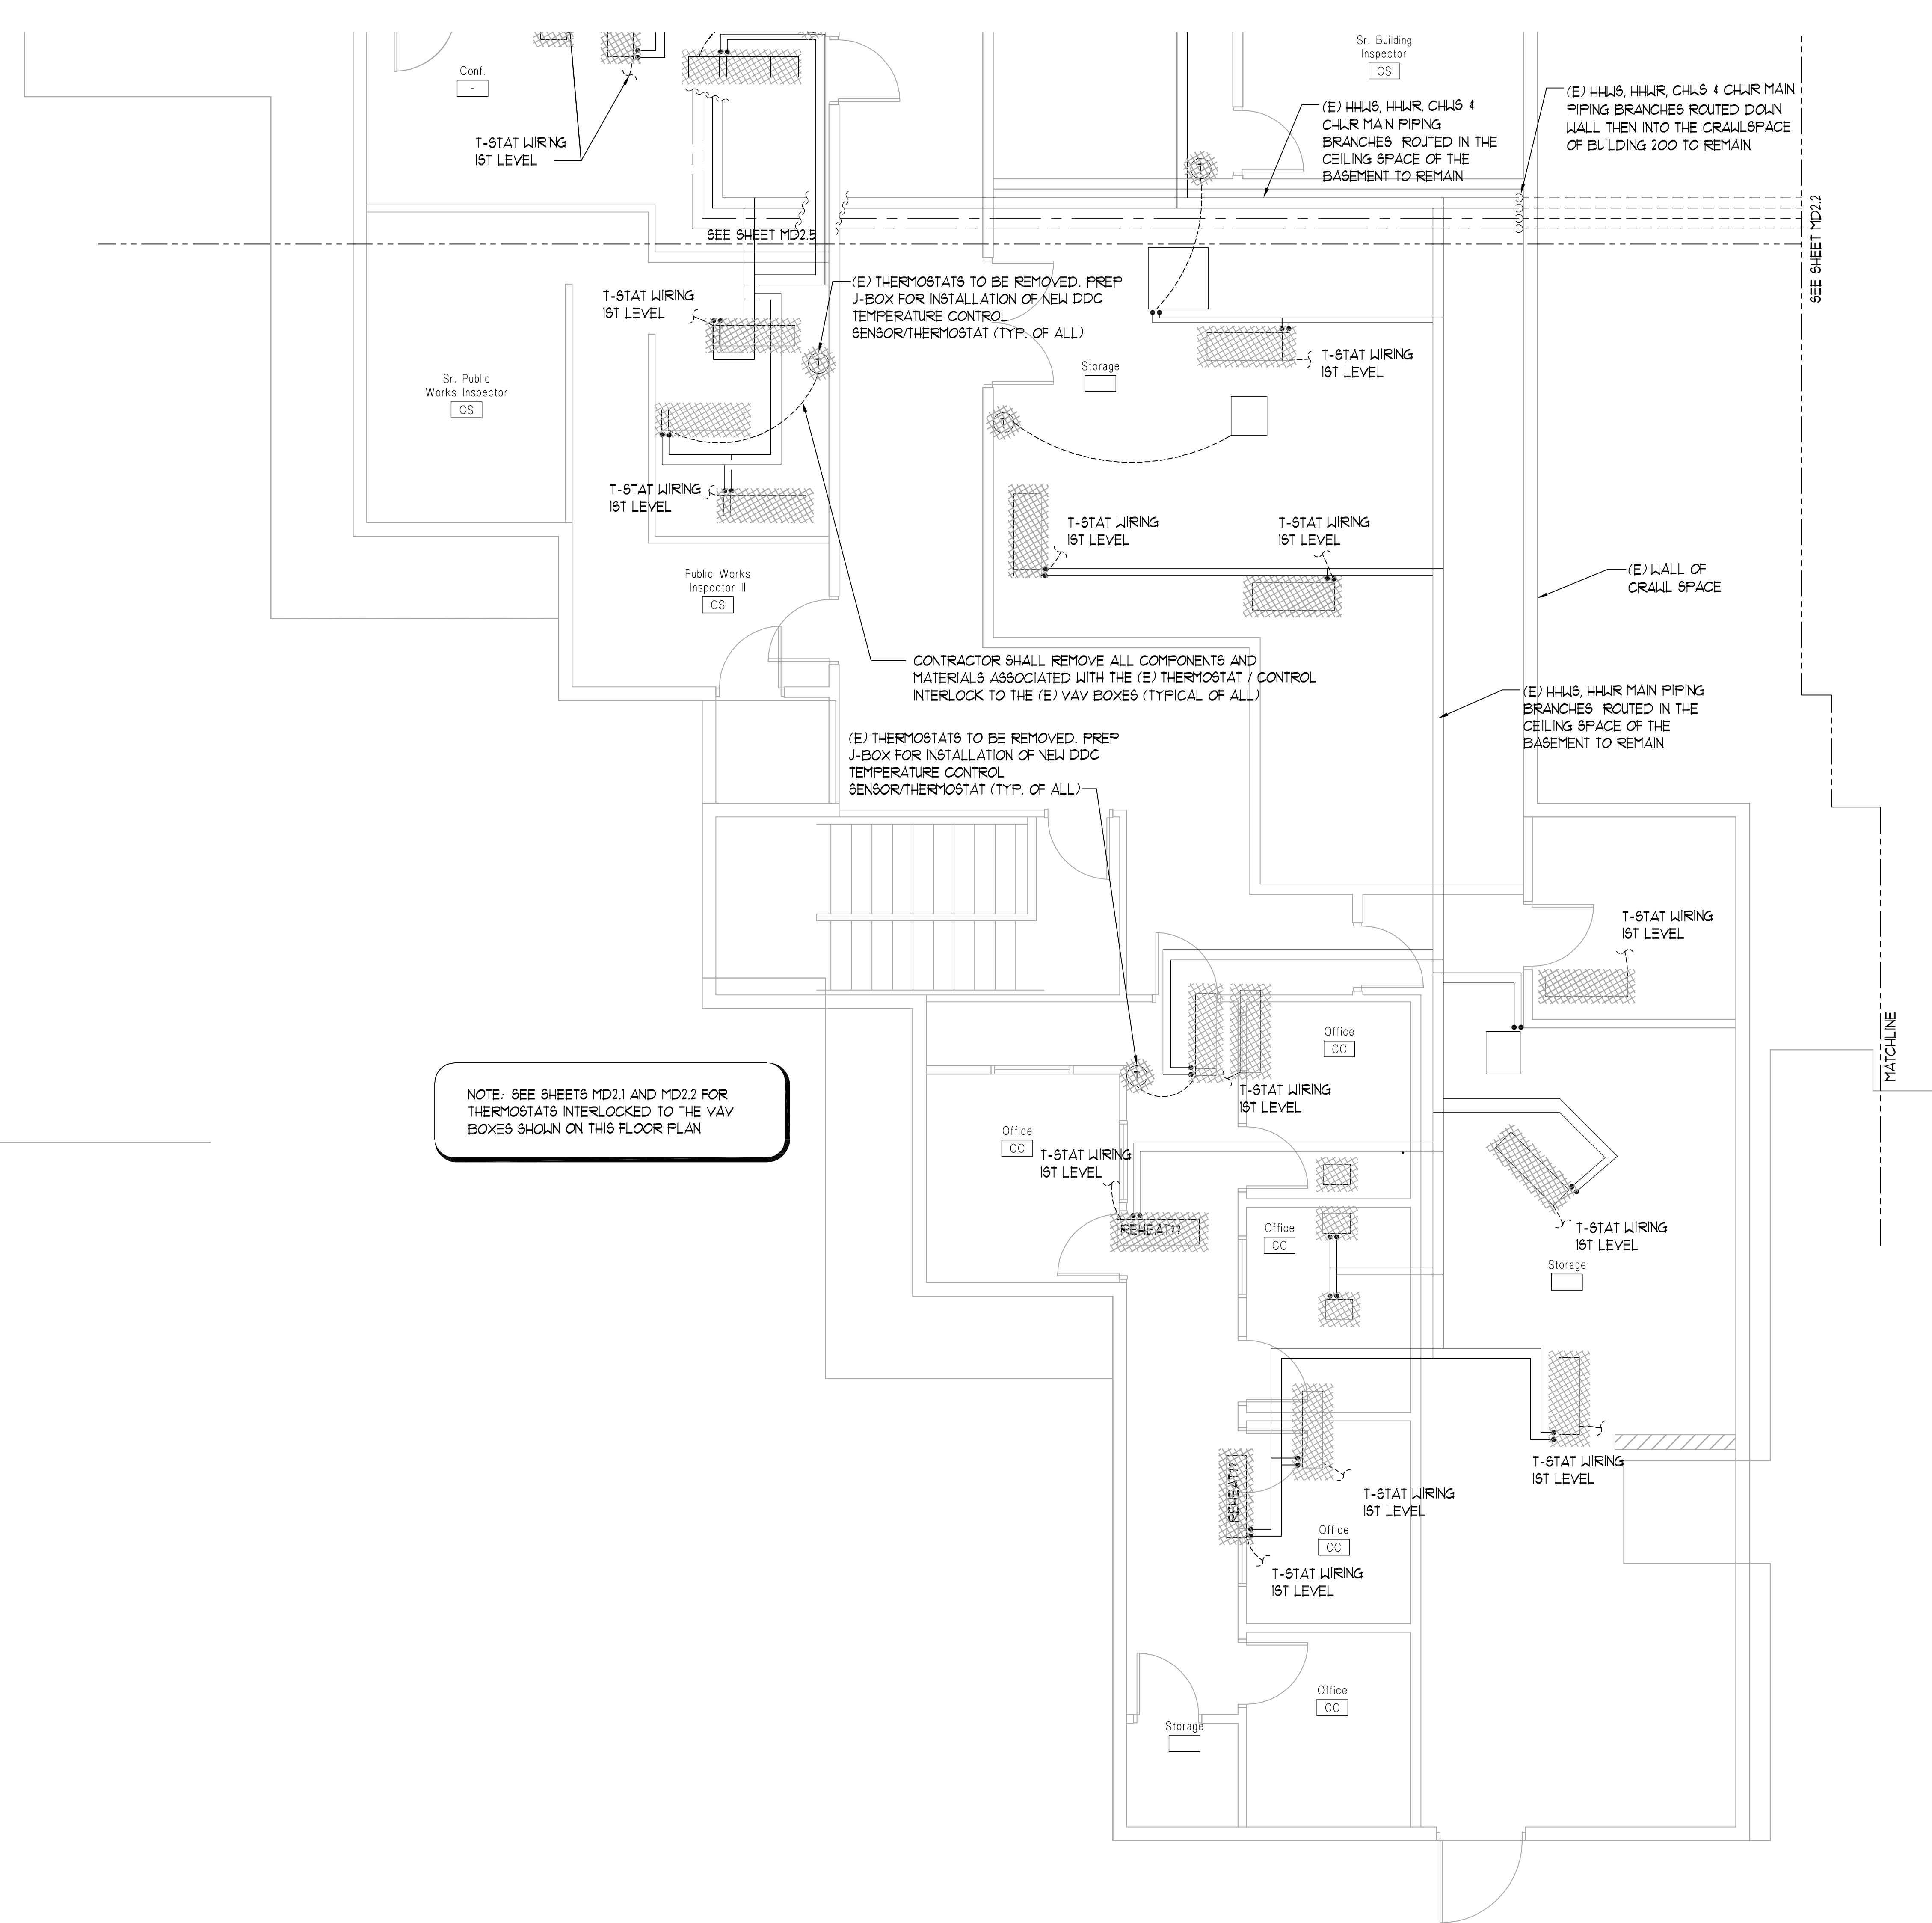 Conf.
-
T-STAT WIRING
1ST LEVEL
Sr. Building
Inspector
CS
(E) HHWS, HHWR, CHWS &
CHWR MAIN PIPING
BRANCHES ROUTED IN THE
CEILING SPACE OF THE
BASEMENT TO REMAIN
(E) HHWS, HHWR, CHWS & CHWR MAIN
PIPING BRANCHES ROUTED DOWN
WALL THEN INTO THE CRAWLSPACE
OF BUILDING 200 TO REMAIN
SEE SHEET MD2.2
SEE SHEET MD2.5
T
(E) THERMOSTATS TO BE REMOVED. PREP
J-BOX FOR INSTALLATION OF NEW DDC
TEMPERATURE CONTROL
SENSOR/THERMOSTAT (TYP. OF ALL)
T-STAT WIRING
1ST LEVEL
T
T-STAT WIRING
1ST LEVEL
Storage
Sr. Public
Works Inspector
CS
T
T-STAT WIRING
1ST LEVEL
T-STAT WIRING
1ST LEVEL
T-STAT WIRING
1ST LEVEL
Public Works
Inspector II
CS
(E) WALL OF
CRAWL SPACE
CONTRACTOR SHALL REMOVE ALL COMPONENTS AND
MATERIALS ASSOCIATED WITH THE (E) THERMOSTAT / CONTROL
INTERLOCK TO THE (E) VAV BOXES (TYPICAL OF ALL)
(E) HHWS, HHWR MAIN PIPING
BRANCHES ROUTED IN THE
CEILING SPACE OF THE
BASEMENT TO REMAIN
(E) THERMOSTATS TO BE REMOVED. PREP
J-BOX FOR INSTALLATION OF NEW DDC
TEMPERATURE CONTROL
SENSOR/THERMOSTAT (TYP. OF ALL)
T-STAT WIRING
1ST LEVEL
MATCHLINE
Office
CC
T
T-STAT WIRING
1ST LEVEL
NOTE: SEE SHEETS MD2.1 AND MD2.2 FOR
THERMOSTATS INTERLOCKED TO THE VAV
BOXES SHOWN ON THIS FLOOR PLAN
Office
CC
T-STAT WIRING
1ST LEVEL
REHEAT??
Office
CC
T-STAT WIRING
1ST LEVEL
Storage
T-STAT WIRING
1ST LEVEL
REHEAT??
T-STAT WIRING
1ST LEVEL
Office
CC
T-STAT WIRING
1ST LEVEL
Office
CC
Storage